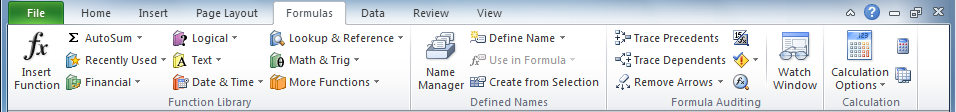 File Home Insert Page Layout Formulas Data Review View
fx Insert Function
Σ AutoSum
Recently Used
Financial
Logical
Text
Date & Time
Lookup & Reference
Math & Trig
More Functions
Function Library
Name Manager
Define Name
Use in Formula
Create from Selection
Defined Names
Trace Precedents
Trace Dependents
Remove Arrows
fx
Watch Window
Formula Auditing
Calculation Options
Calculation